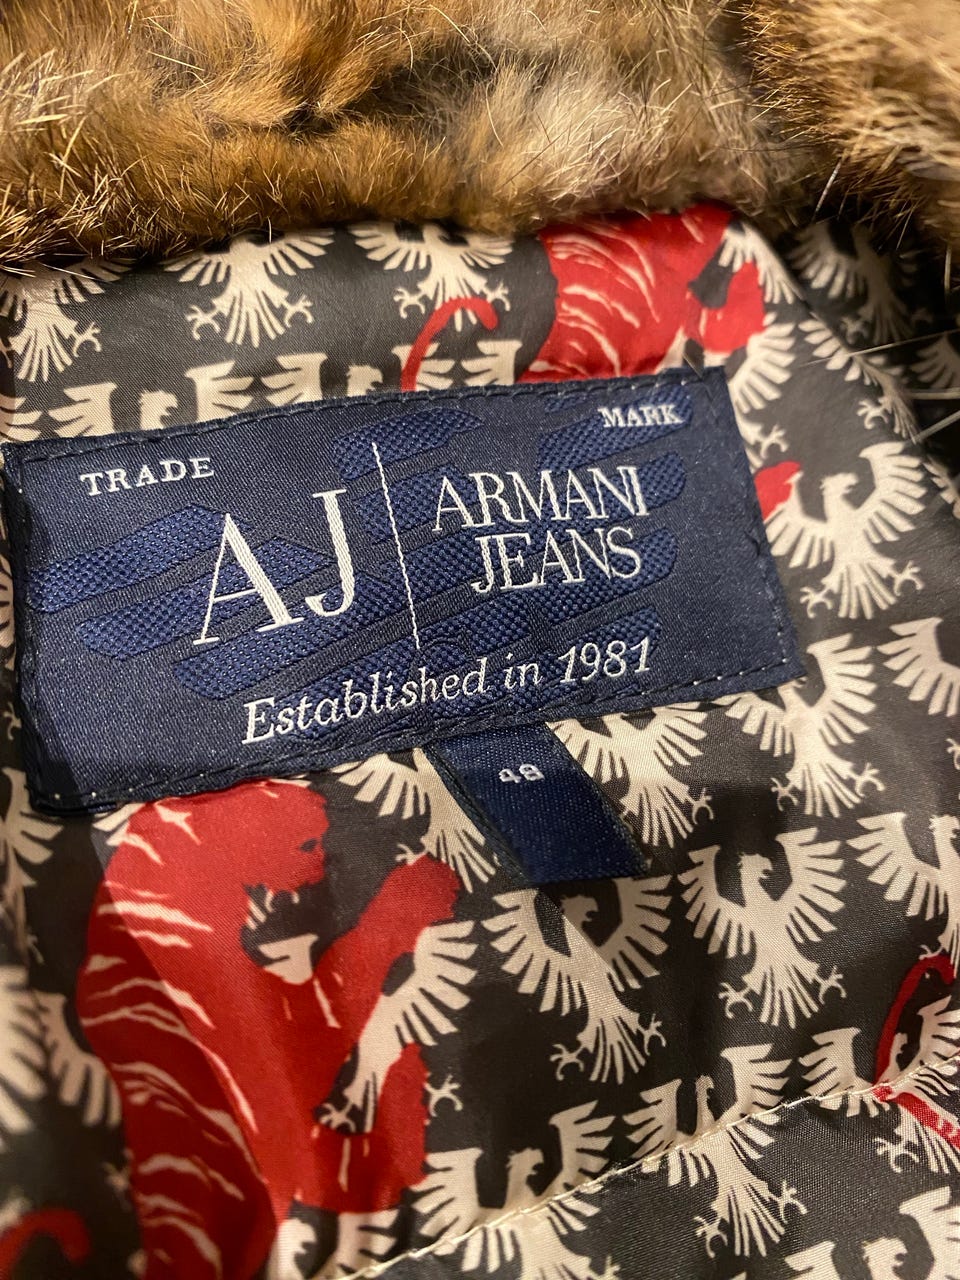 TRADE MARK
AJ
ARMANI
JEANS
Established in 1981
48